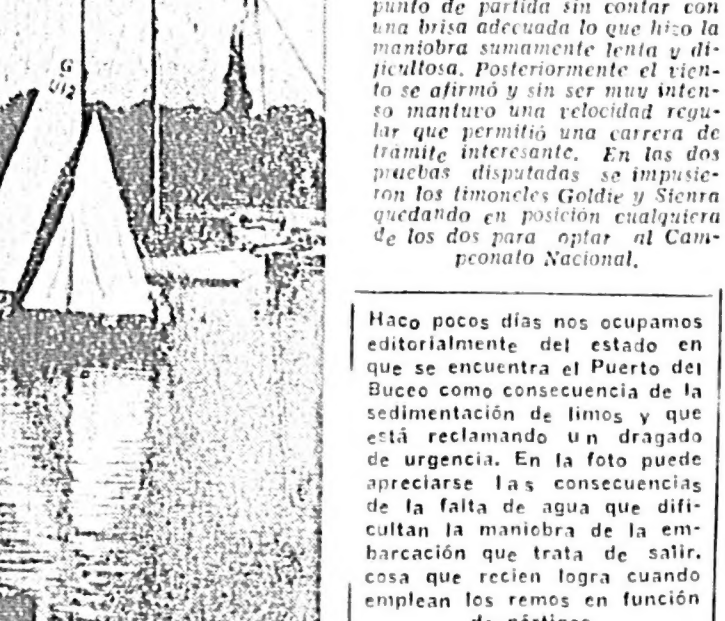 G
U12
punto de partida sin contar con
una brisa adecuada lo que hizo la
maniobra sumamente lenta y di-
ficultosa. Posteriormente el vien-
to se afirmó y sin ser muy inten-
so mantuvo una velocidad regu-
lar que permitió una carrera de
trámite interesante. En las dos
pruebas disputadas se impusie-
ron los timoneles Goldie y Sienra
quedando en posición cualquiera
de los dos para optar al Cam-
peonato Nacional.
Haco pocos días nos ocupamos
editorialmente del estado en
que se encuentra el Puerto del
Buceo como consecuencia de la
sedimentación de limos y que
está reclamando un dragado
de urgencia. En la foto puede
apreciarse las consecuencias
de la falta de agua que difi-
cultan la maniobra de la em-
barcación que trata de salir.
cosa que recien logra cuando
emplean los remos en función
de pértigas